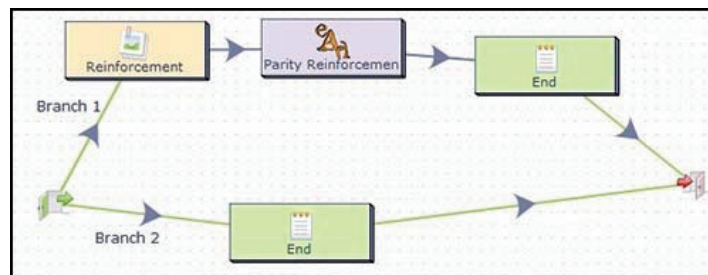 Reinforcement
Parity Reinforcemen
End
Branch 1
Branch 2
End